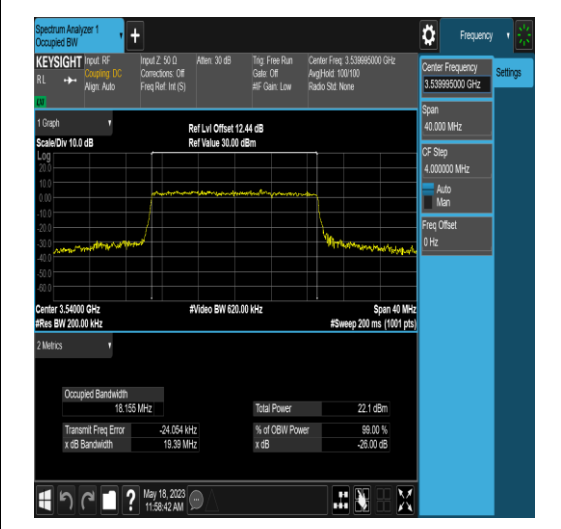 Spectrum Analyzer 1
Occupied BW
+
Frequency
KEYSIGHT
RL
LM
Input: RF
Coupling: DC
Align: Auto
Input Z: 50 Ω
Corrections: Off
Freq Ref: Int (S)
Atten: 30 dB
Trig: Free Run
Gate: Off
#IF Gain: Low
Center Freq: 3.539995000 GHz
Avg|Hold: 100/100
Radio Std: None
Center Frequency
3.539995000 GHz
Settings
Span
40.000 MHz
CF Step
4.000000 MHz
Auto
Man
Freq Offset
0 Hz
1 Graph
Scale/Div 10.0 dB
Ref Lvl Offset 12.44 dB
Ref Value 30.00 dBm
Log
20.0
10.0
0.00
-10.0
-20.0
-30.0
-40.0
-50.0
-60.0
Center 3.54000 GHz
#Res BW 200.00 kHz
#Video BW 620.00 kHz
Span 40 MHz
#Sweep 200 ms (1001 pts)
2 Metrics
Occupied Bandwidth
18.155 MHz
Total Power 22.1 dBm
Transmit Freq Error -24.054 kHz
% of OBW Power 99.00 %
x dB Bandwidth 19.39 MHz
x dB -26.00 dB
?
May 18, 2023
11:58:42 AM